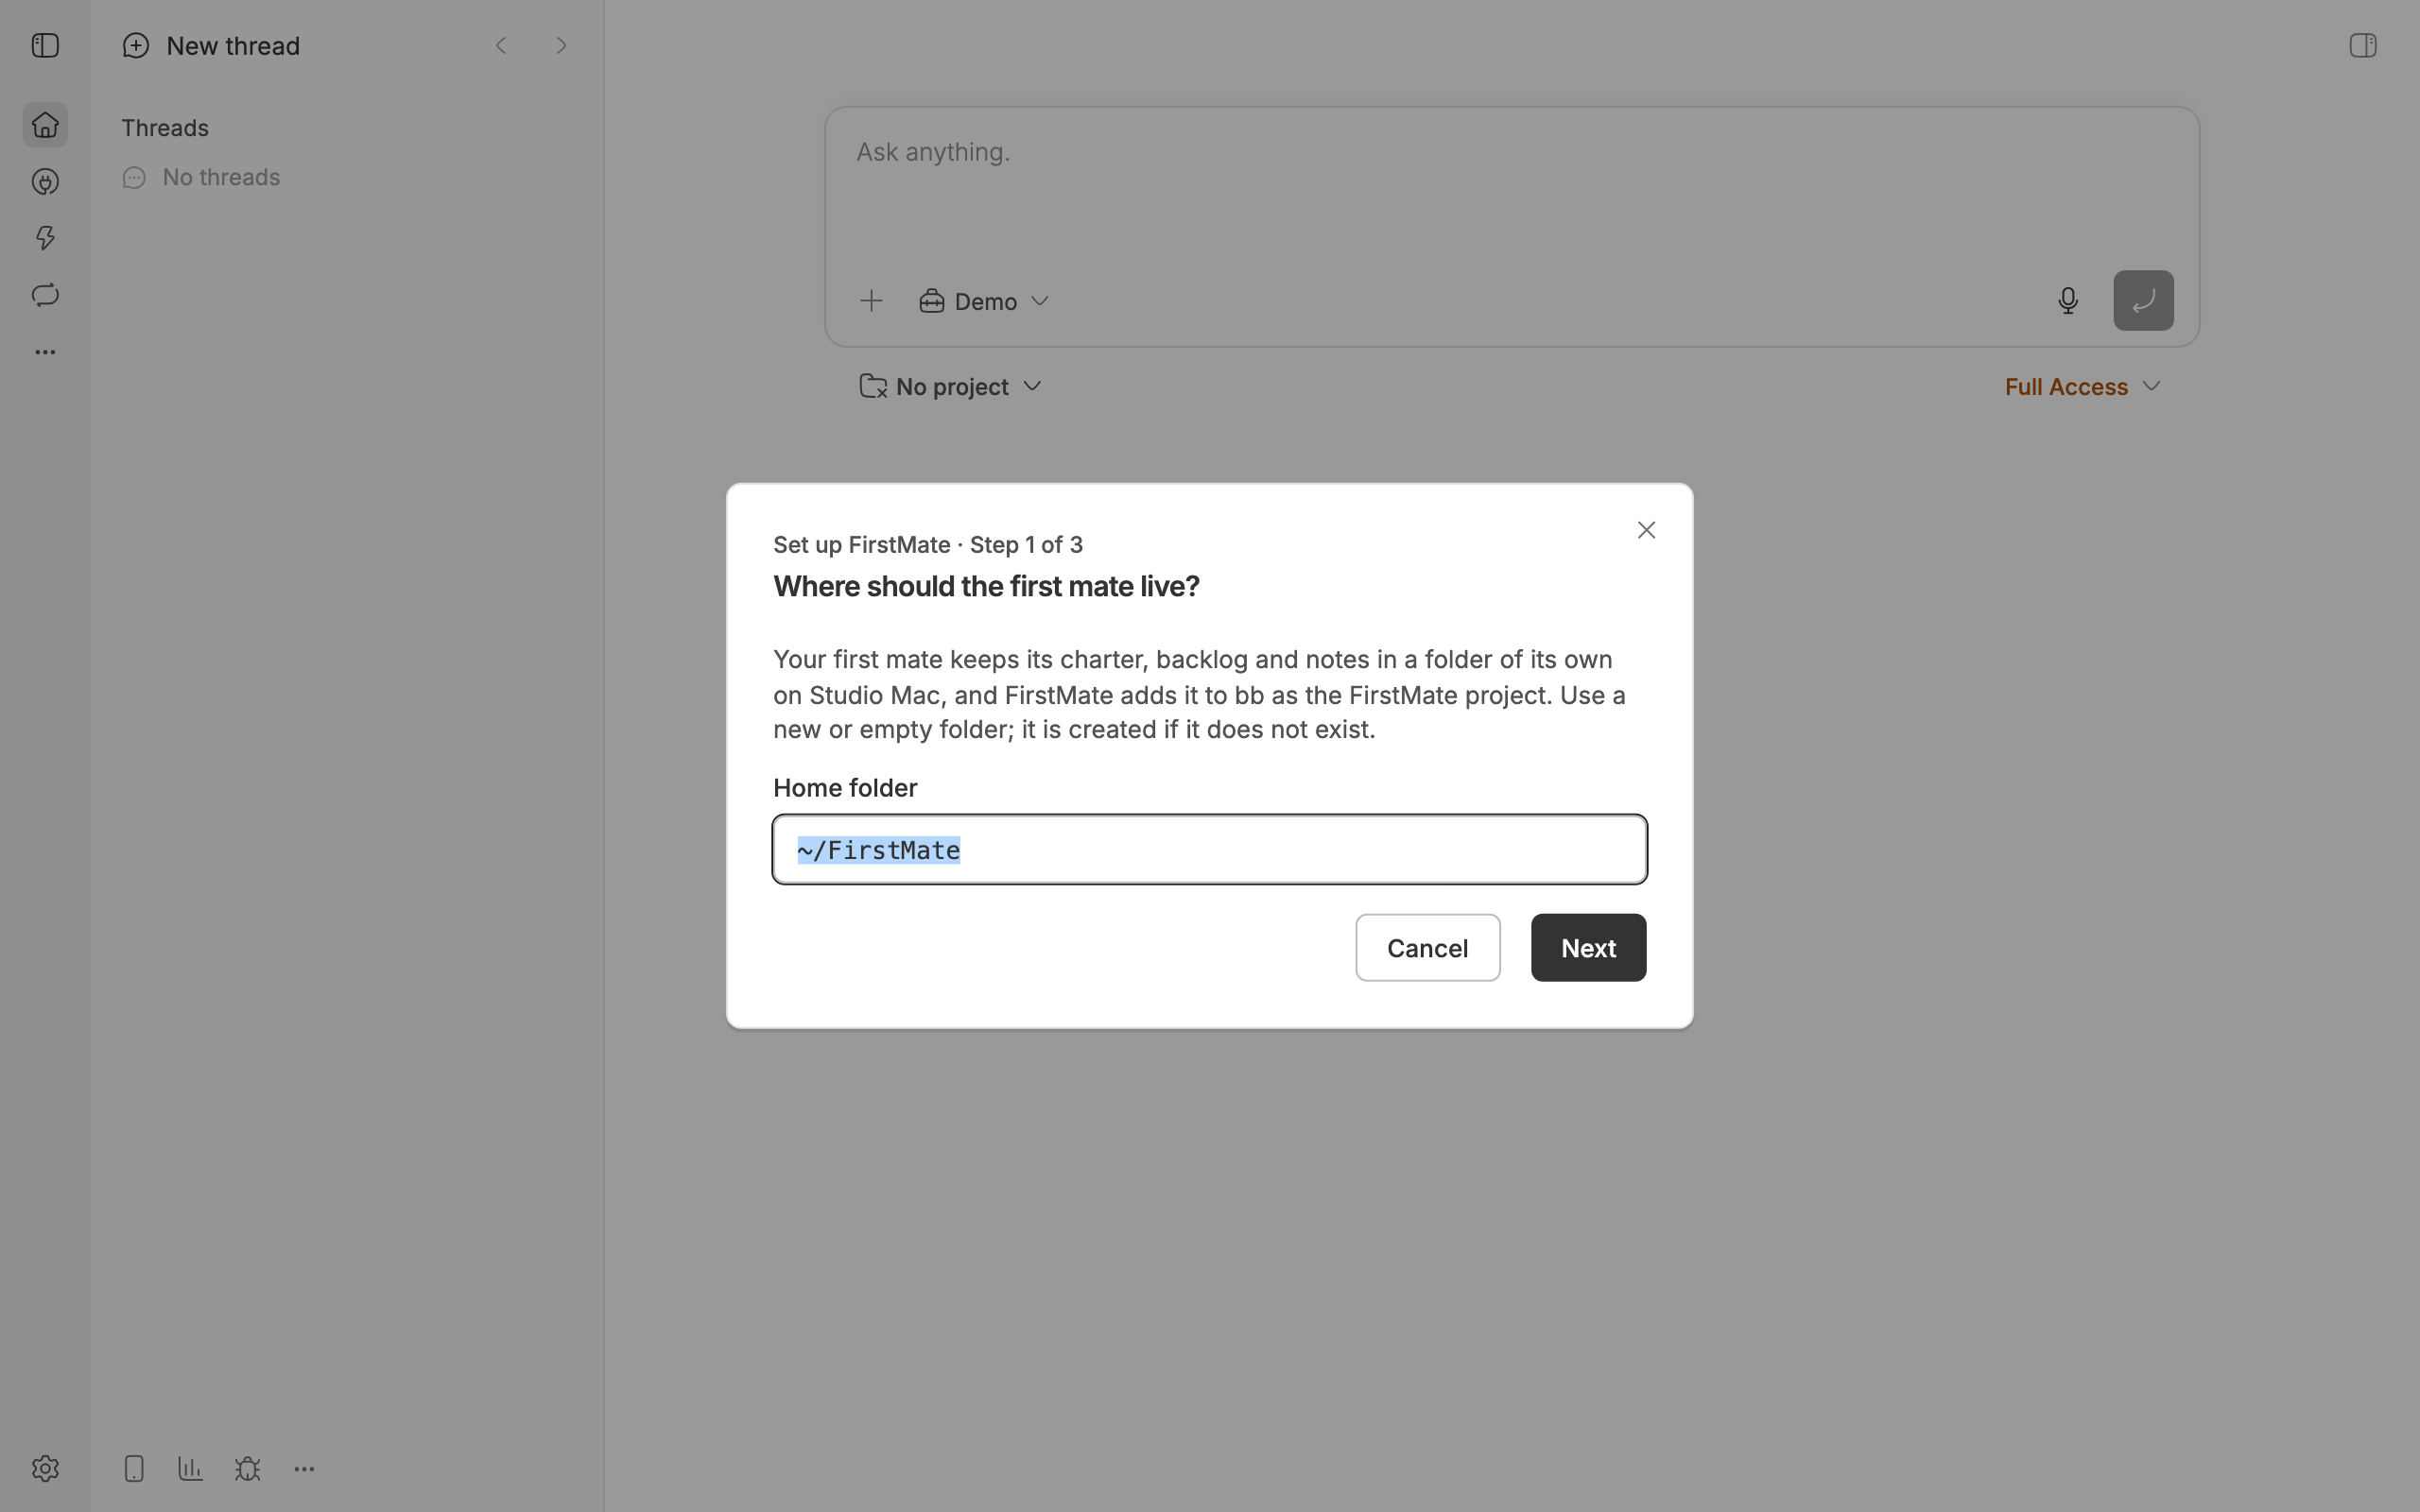 New thread
Threads
No threads
Ask anything.
Demo
No project
Full Access
Set up FirstMate · Step 1 of 3
Where should the first mate live?
Your first mate keeps its charter, backlog and notes in a folder of its own
on Studio Mac, and FirstMate adds it to bb as the FirstMate project. Use a
new or empty folder; it is created if it does not exist.
Home folder
~/FirstMate
Cancel
Next